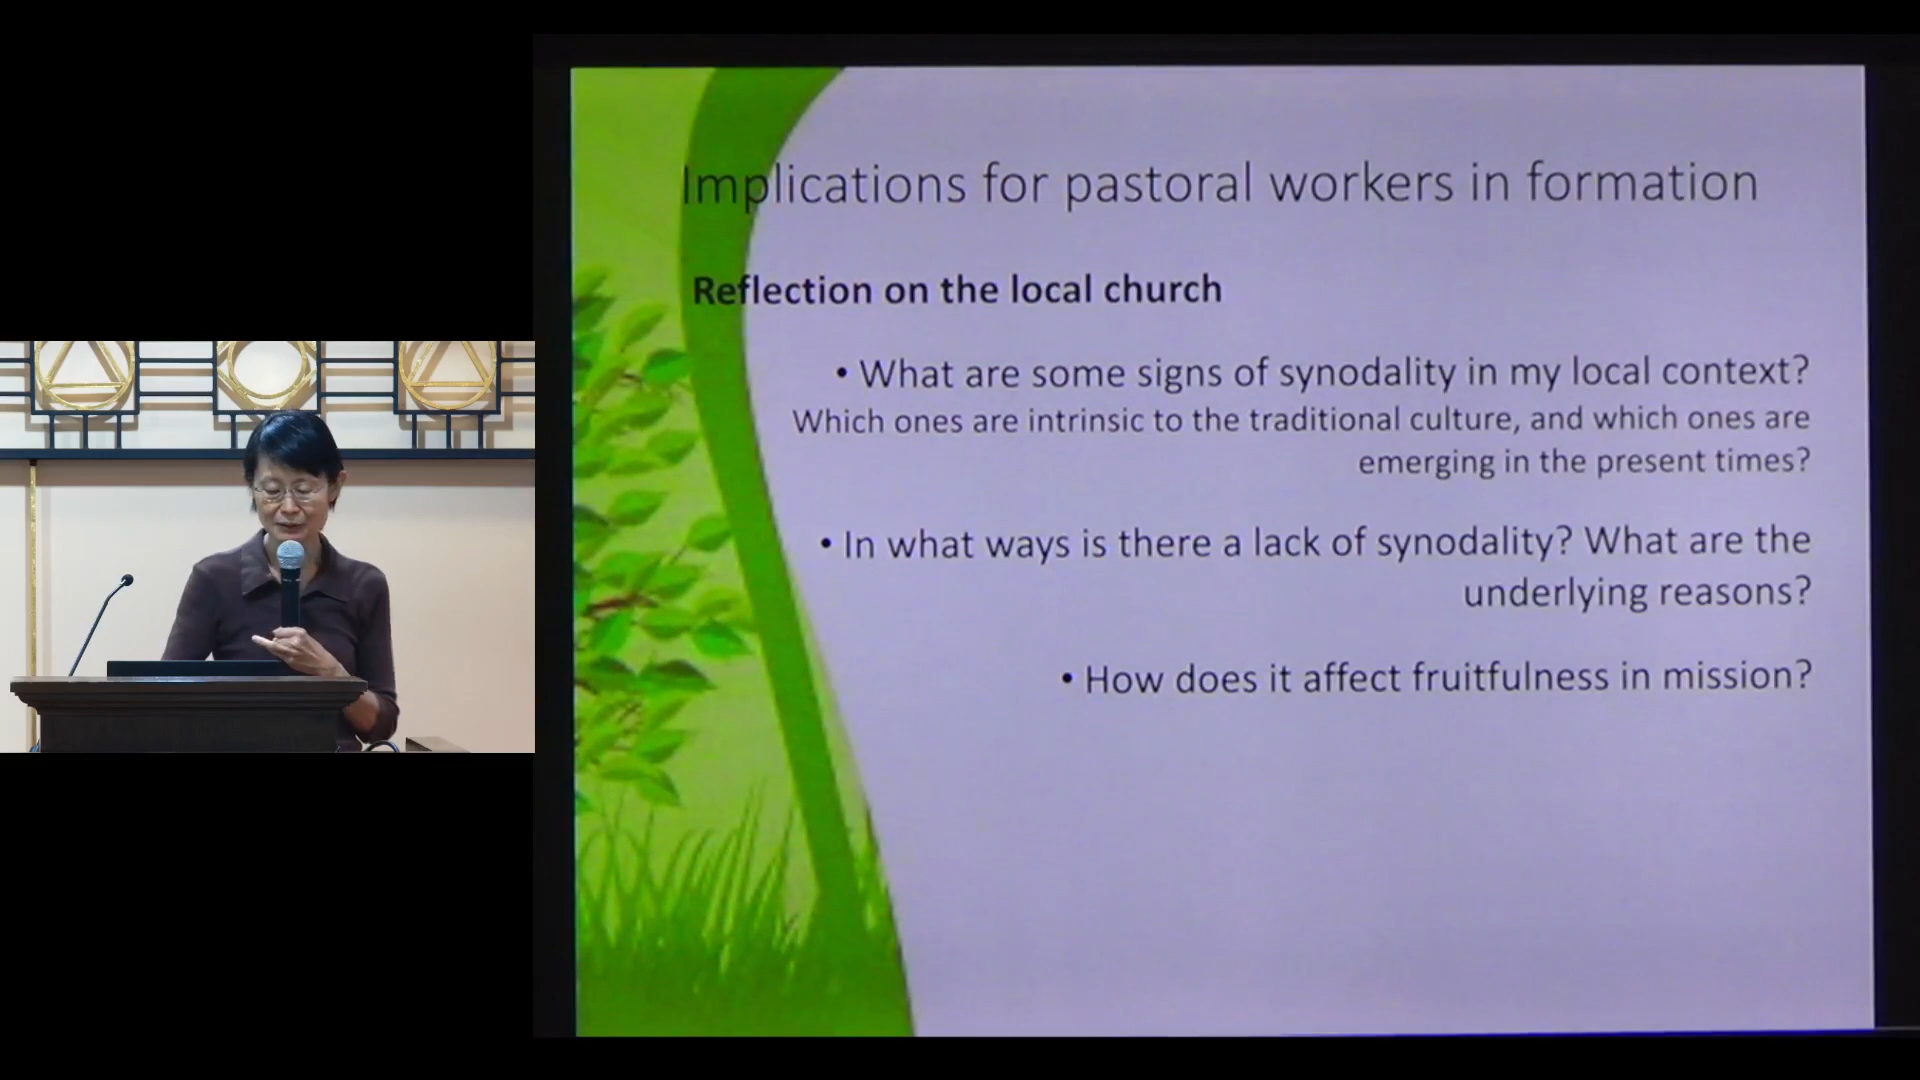 Implications for pastoral workers in formation
Reflection on the local church
• What are some signs of synodality in my local context?
Which ones are intrinsic to the traditional culture, and which ones are
emerging in the present times?
• In what ways is there a lack of synodality? What are the
underlying reasons?
• How does it affect fruitfulness in mission?